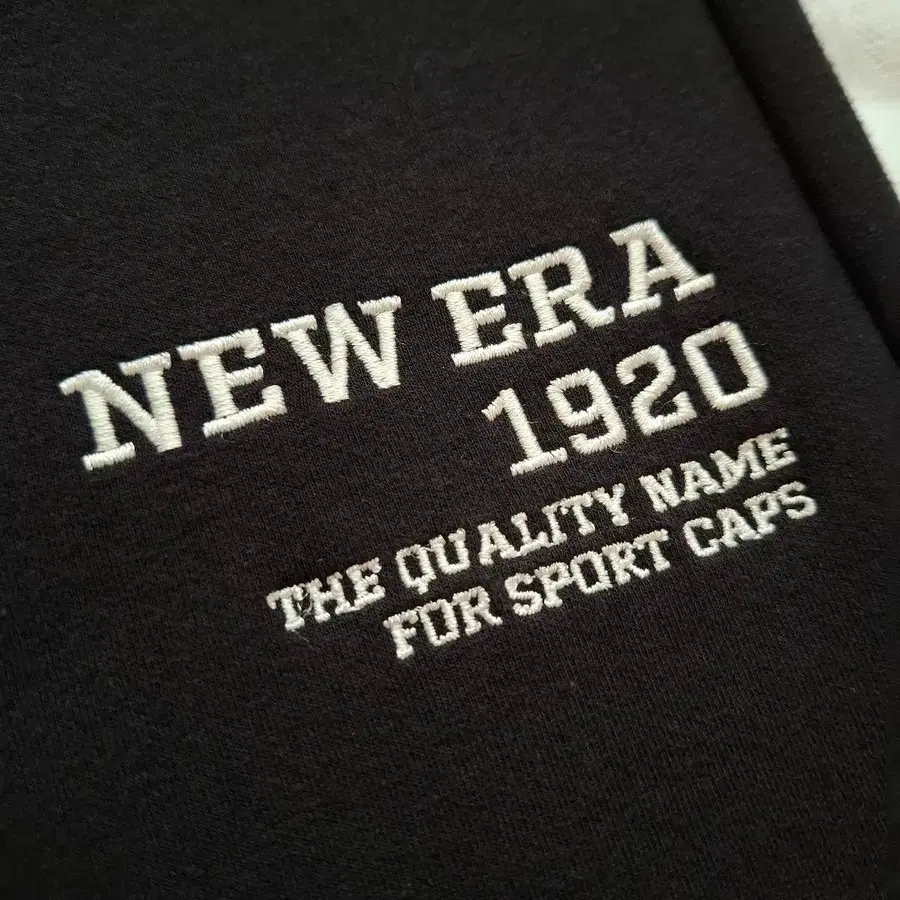 NEW ERA
1920
THE QUALITY NAME
FOR SPORT CAPS